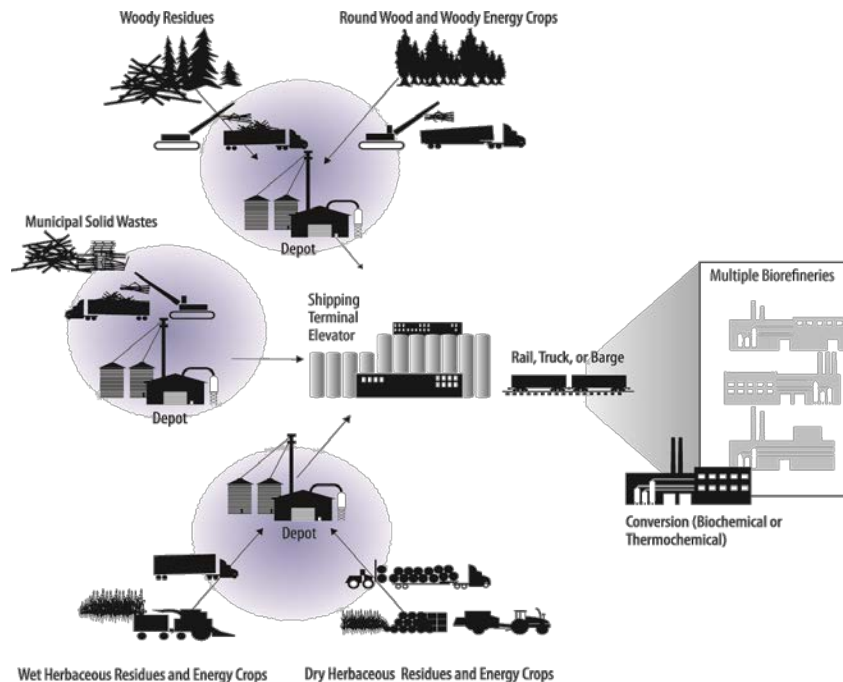 Woody Residues
Round Wood and Woody Energy Crops
Depot
Municipal Solid Wastes
Depot
Shipping
Terminal
Elevator
Rail, Truck, or Barge
Multiple Biorefineries
Conversion (Biochemical or
Thermochemical)
Depot
Wet Herbaceous Residues and Energy Crops
Dry Herbaceous Residues and Energy Crops